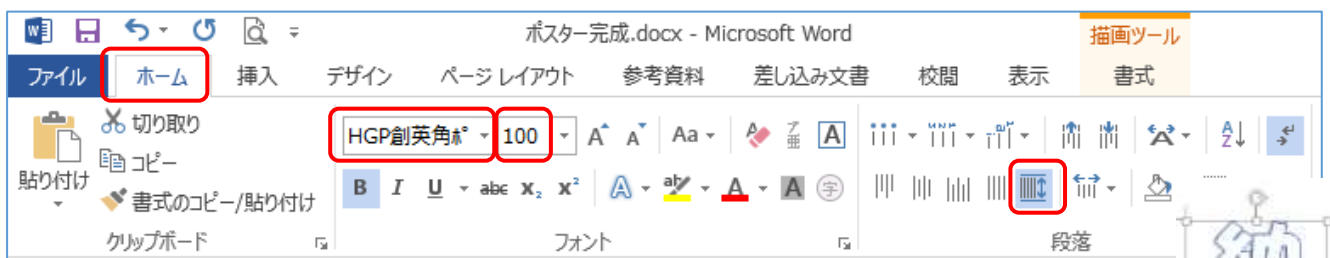 ポスター完成.docx - Microsoft Word
描画ツール
ファイル ホーム 挿入 デザイン ページ レイアウト 参考資料 差し込み文書 校閲 表示 書式
切り取り
コピー
書式のコピー/貼り付け
貼り付け
HGP創英角ポ 100 A A Aa ア 亜 A A Z
B I U abc X₂ X² A ab A A 字
クリップボード フォント 段落